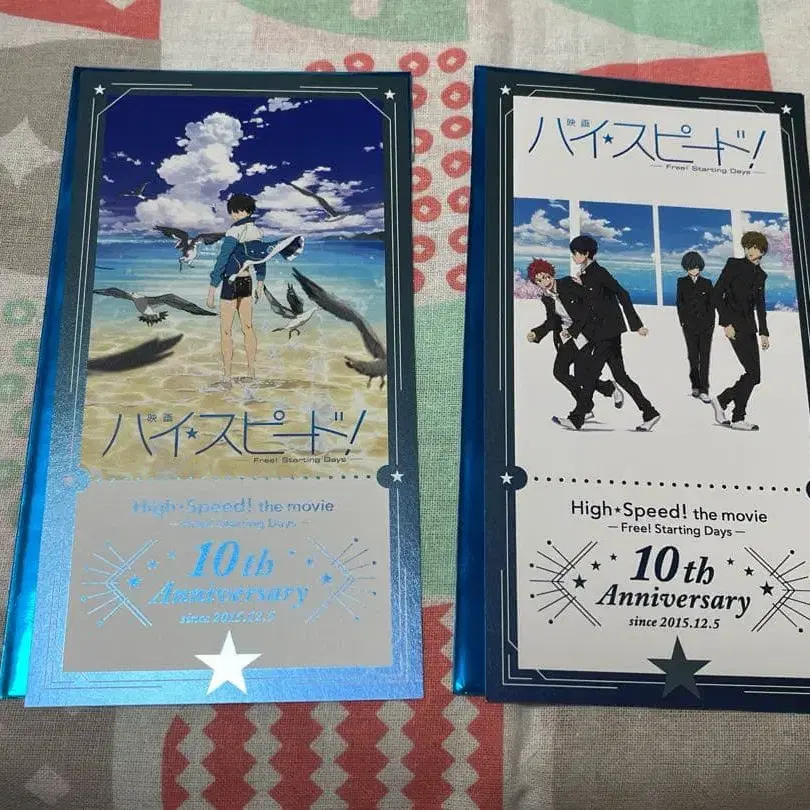 映画
ハイ★スピード!
Free! Starting Days
High★Speed! the movie
— Free! Starting Days —
10th
Anniversary
since 2015.12.5
映画
ハイ★スピード!
— Free! Starting Days —
High★Speed! the movie
— Free! Starting Days —
10th
Anniversary
since 2015.12.5